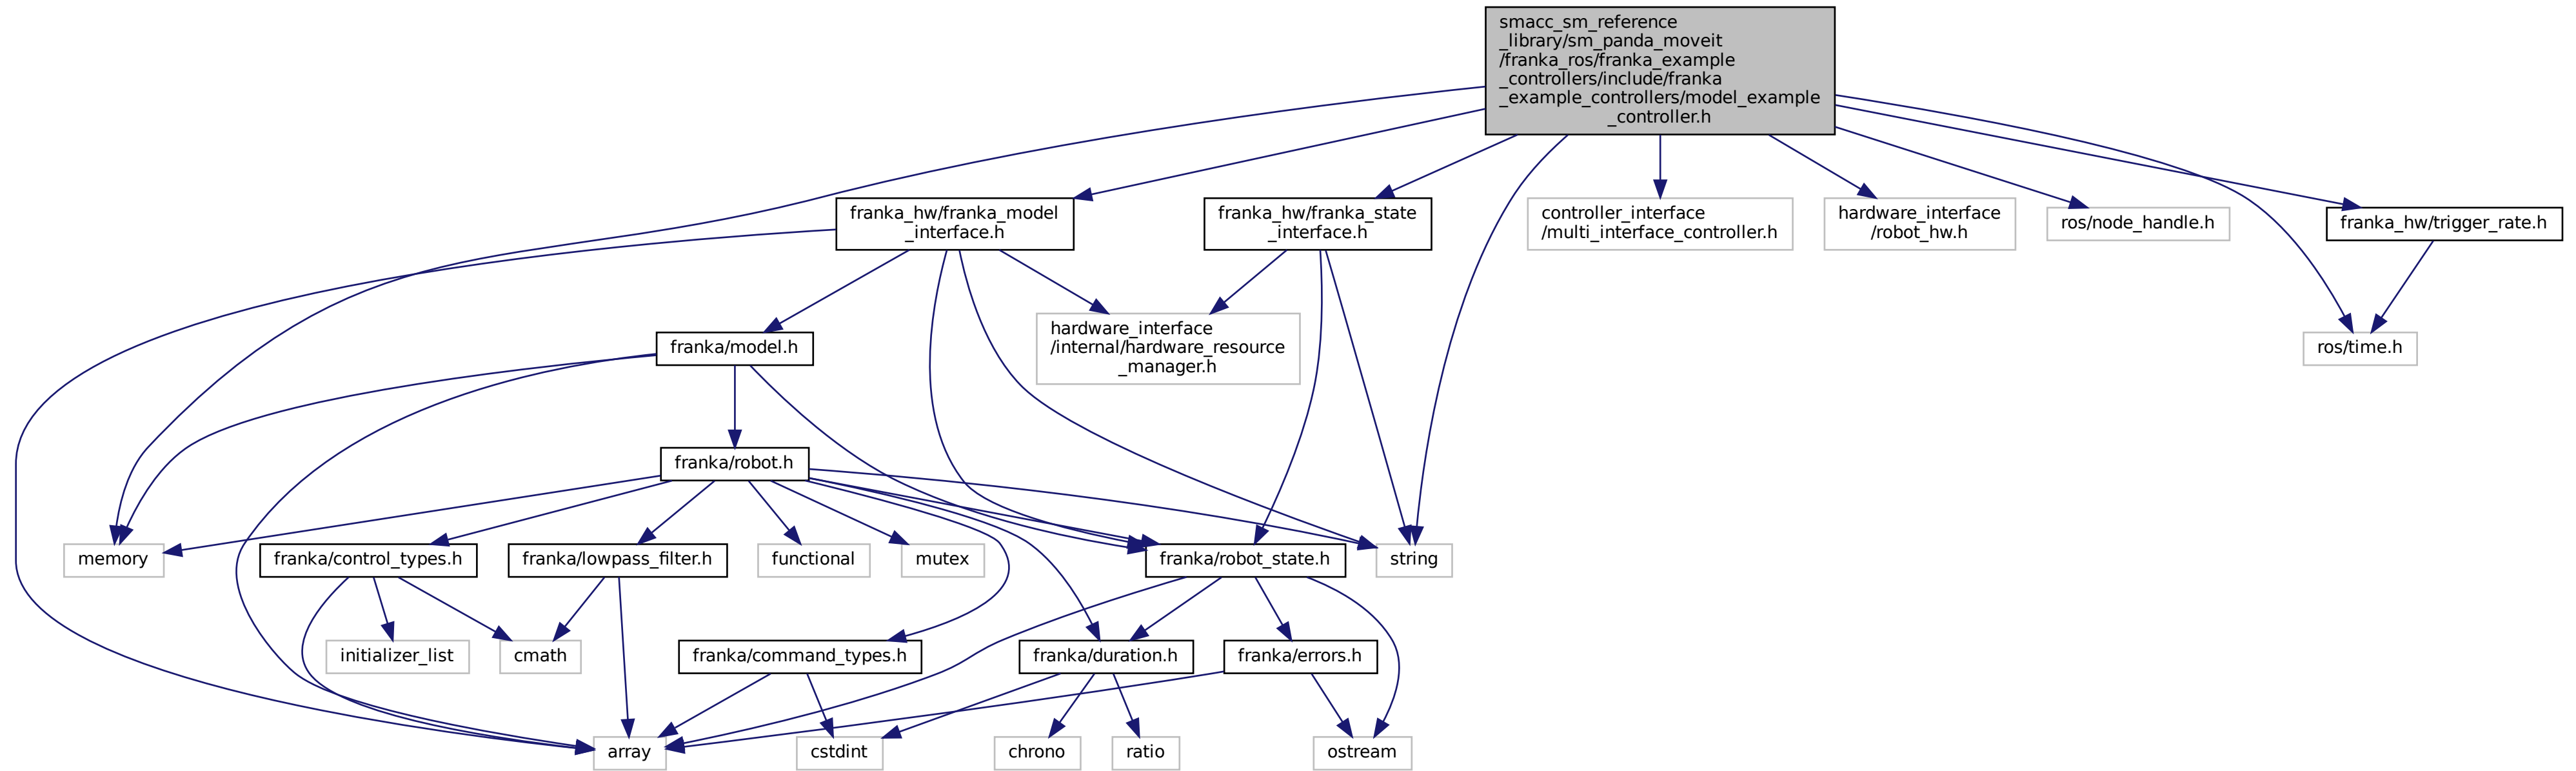 smacc_sm_reference
_library/sm_panda_moveit
/franka_ros/franka_example
_controllers/include/franka
_example_controllers/model_example
_controller.h
franka_hw/franka_model
_interface.h
franka_hw/franka_state
_interface.h
controller_interface
/multi_interface_controller.h
hardware_interface
/robot_hw.h
ros/node_handle.h
franka_hw/trigger_rate.h
hardware_interface
/internal/hardware_resource
_manager.h
franka/model.h
ros/time.h
franka/robot.h
memory
franka/control_types.h
franka/lowpass_filter.h
functional
mutex
franka/robot_state.h
string
initializer_list
cmath
franka/command_types.h
franka/duration.h
franka/errors.h
array
cstdint
chrono
ratio
ostream